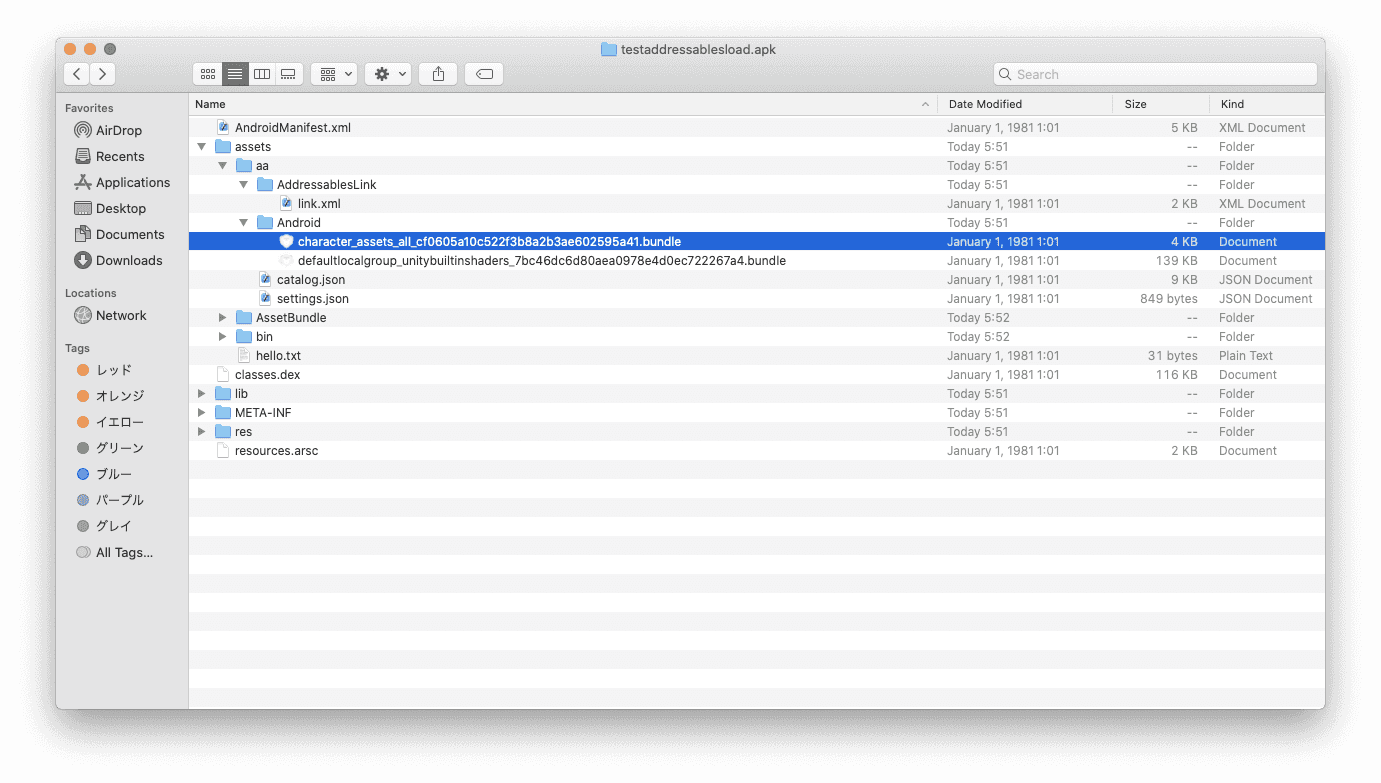 testaddressablesload.apk
Search
Favorites
AirDrop
Recents
Applications
Desktop
Documents
Downloads
Locations
Network
Tags
レッド
オレンジ
イエロー
グリーン
ブルー
パープル
グレイ
All Tags...
Name Date Modified Size Kind
AndroidManifest.xml January 1, 1981 1:01 5 KB XML Document
assets Today 5:51 -- Folder
aa Today 5:51 -- Folder
AddressablesLink Today 5:51 -- Folder
link.xml January 1, 1981 1:01 2 KB XML Document
Android Today 5:51 -- Folder
character_assets_all_cf0605a10c522f3b8a2b3ae602595a41.bundle January 1, 1981 1:01 4 KB Document
defaultlocalgroup_unitybuiltinshaders_7bc46dc6d80aea0978e4d0ec722267a4.bundle January 1, 1981 1:01 139 KB Document
catalog.json January 1, 1981 1:01 9 KB JSON Document
settings.json January 1, 1981 1:01 849 bytes JSON Document
AssetBundle Today 5:52 -- Folder
bin Today 5:52 -- Folder
hello.txt January 1, 1981 1:01 31 bytes Plain Text
classes.dex January 1, 1981 1:01 116 KB Document
lib Today 5:51 -- Folder
META-INF Today 5:51 -- Folder
res Today 5:51 -- Folder
resources.arsc January 1, 1981 1:01 2 KB Document